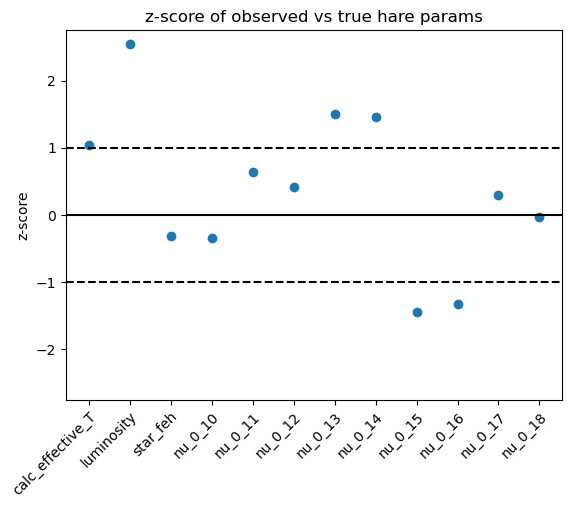 z-score of observed vs true hare params
z-score
2
1
0
−1
−2
calc_effective_T
luminosity
star_feh
nu_0_10
nu_0_11
nu_0_12
nu_0_13
nu_0_14
nu_0_15
nu_0_16
nu_0_17
nu_0_18